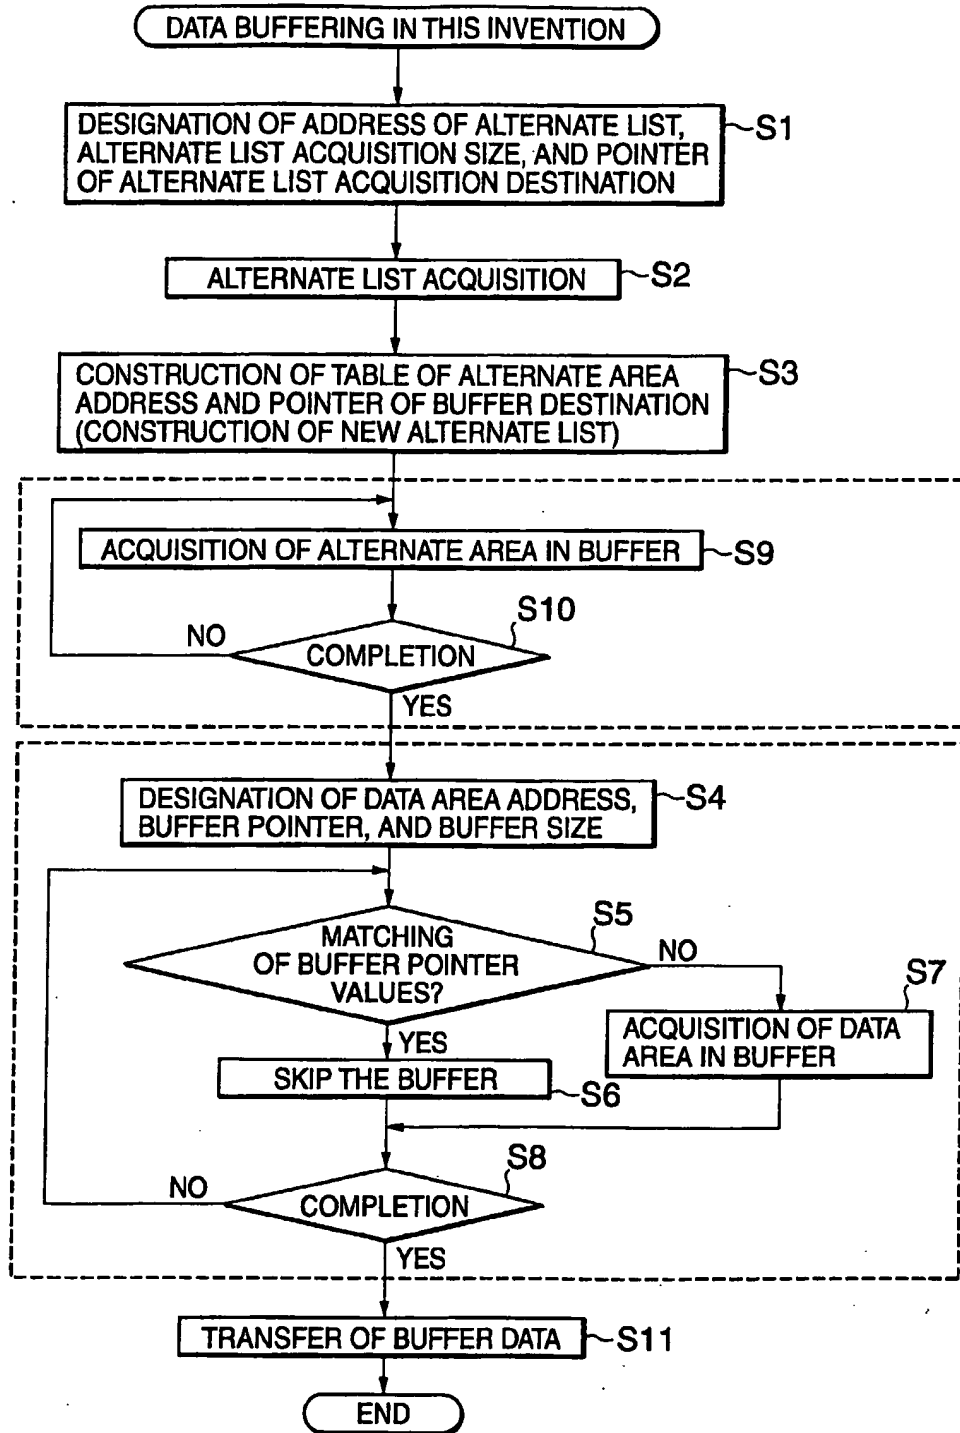 DATA BUFFERING IN THIS INVENTION
DESIGNATION OF ADDRESS OF ALTERNATE LIST,
ALTERNATE LIST ACQUISITION SIZE, AND POINTER
OF ALTERNATE LIST ACQUISITION DESTINATION
S1
ALTERNATE LIST ACQUISITION
S2
CONSTRUCTION OF TABLE OF ALTERNATE AREA
ADDRESS AND POINTER OF BUFFER DESTINATION
(CONSTRUCTION OF NEW ALTERNATE LIST)
S3
ACQUISITION OF ALTERNATE AREA IN BUFFER
S9
S10
NO
COMPLETION
YES
DESIGNATION OF DATA AREA ADDRESS,
BUFFER POINTER, AND BUFFER SIZE
S4
S5
MATCHING
OF BUFFER POINTER
VALUES?
NO
S7
YES
ACQUISITION OF DATA
AREA IN BUFFER
SKIP THE BUFFER
S6
S8
NO
COMPLETION
YES
TRANSFER OF BUFFER DATA
S11
END